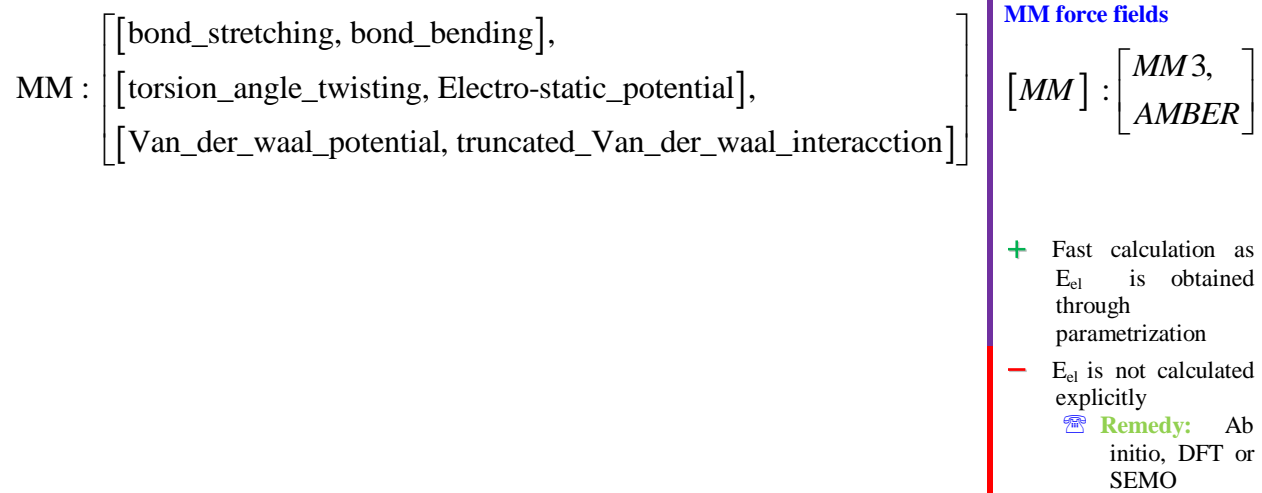 MM : [[bond_stretching, bond_bending],
[torsion_angle_twisting, Electro-static_potential],
[Van_der_waal_potential, truncated_Van_der_waal_interacction]]
MM force fields
[MM] : [MM3,
AMBER]
+ Fast calculation as
E_el is obtained
through
parametrization
− E_el is not calculated
explicitly
☏ Remedy: Ab
initio, DFT or
SEMO